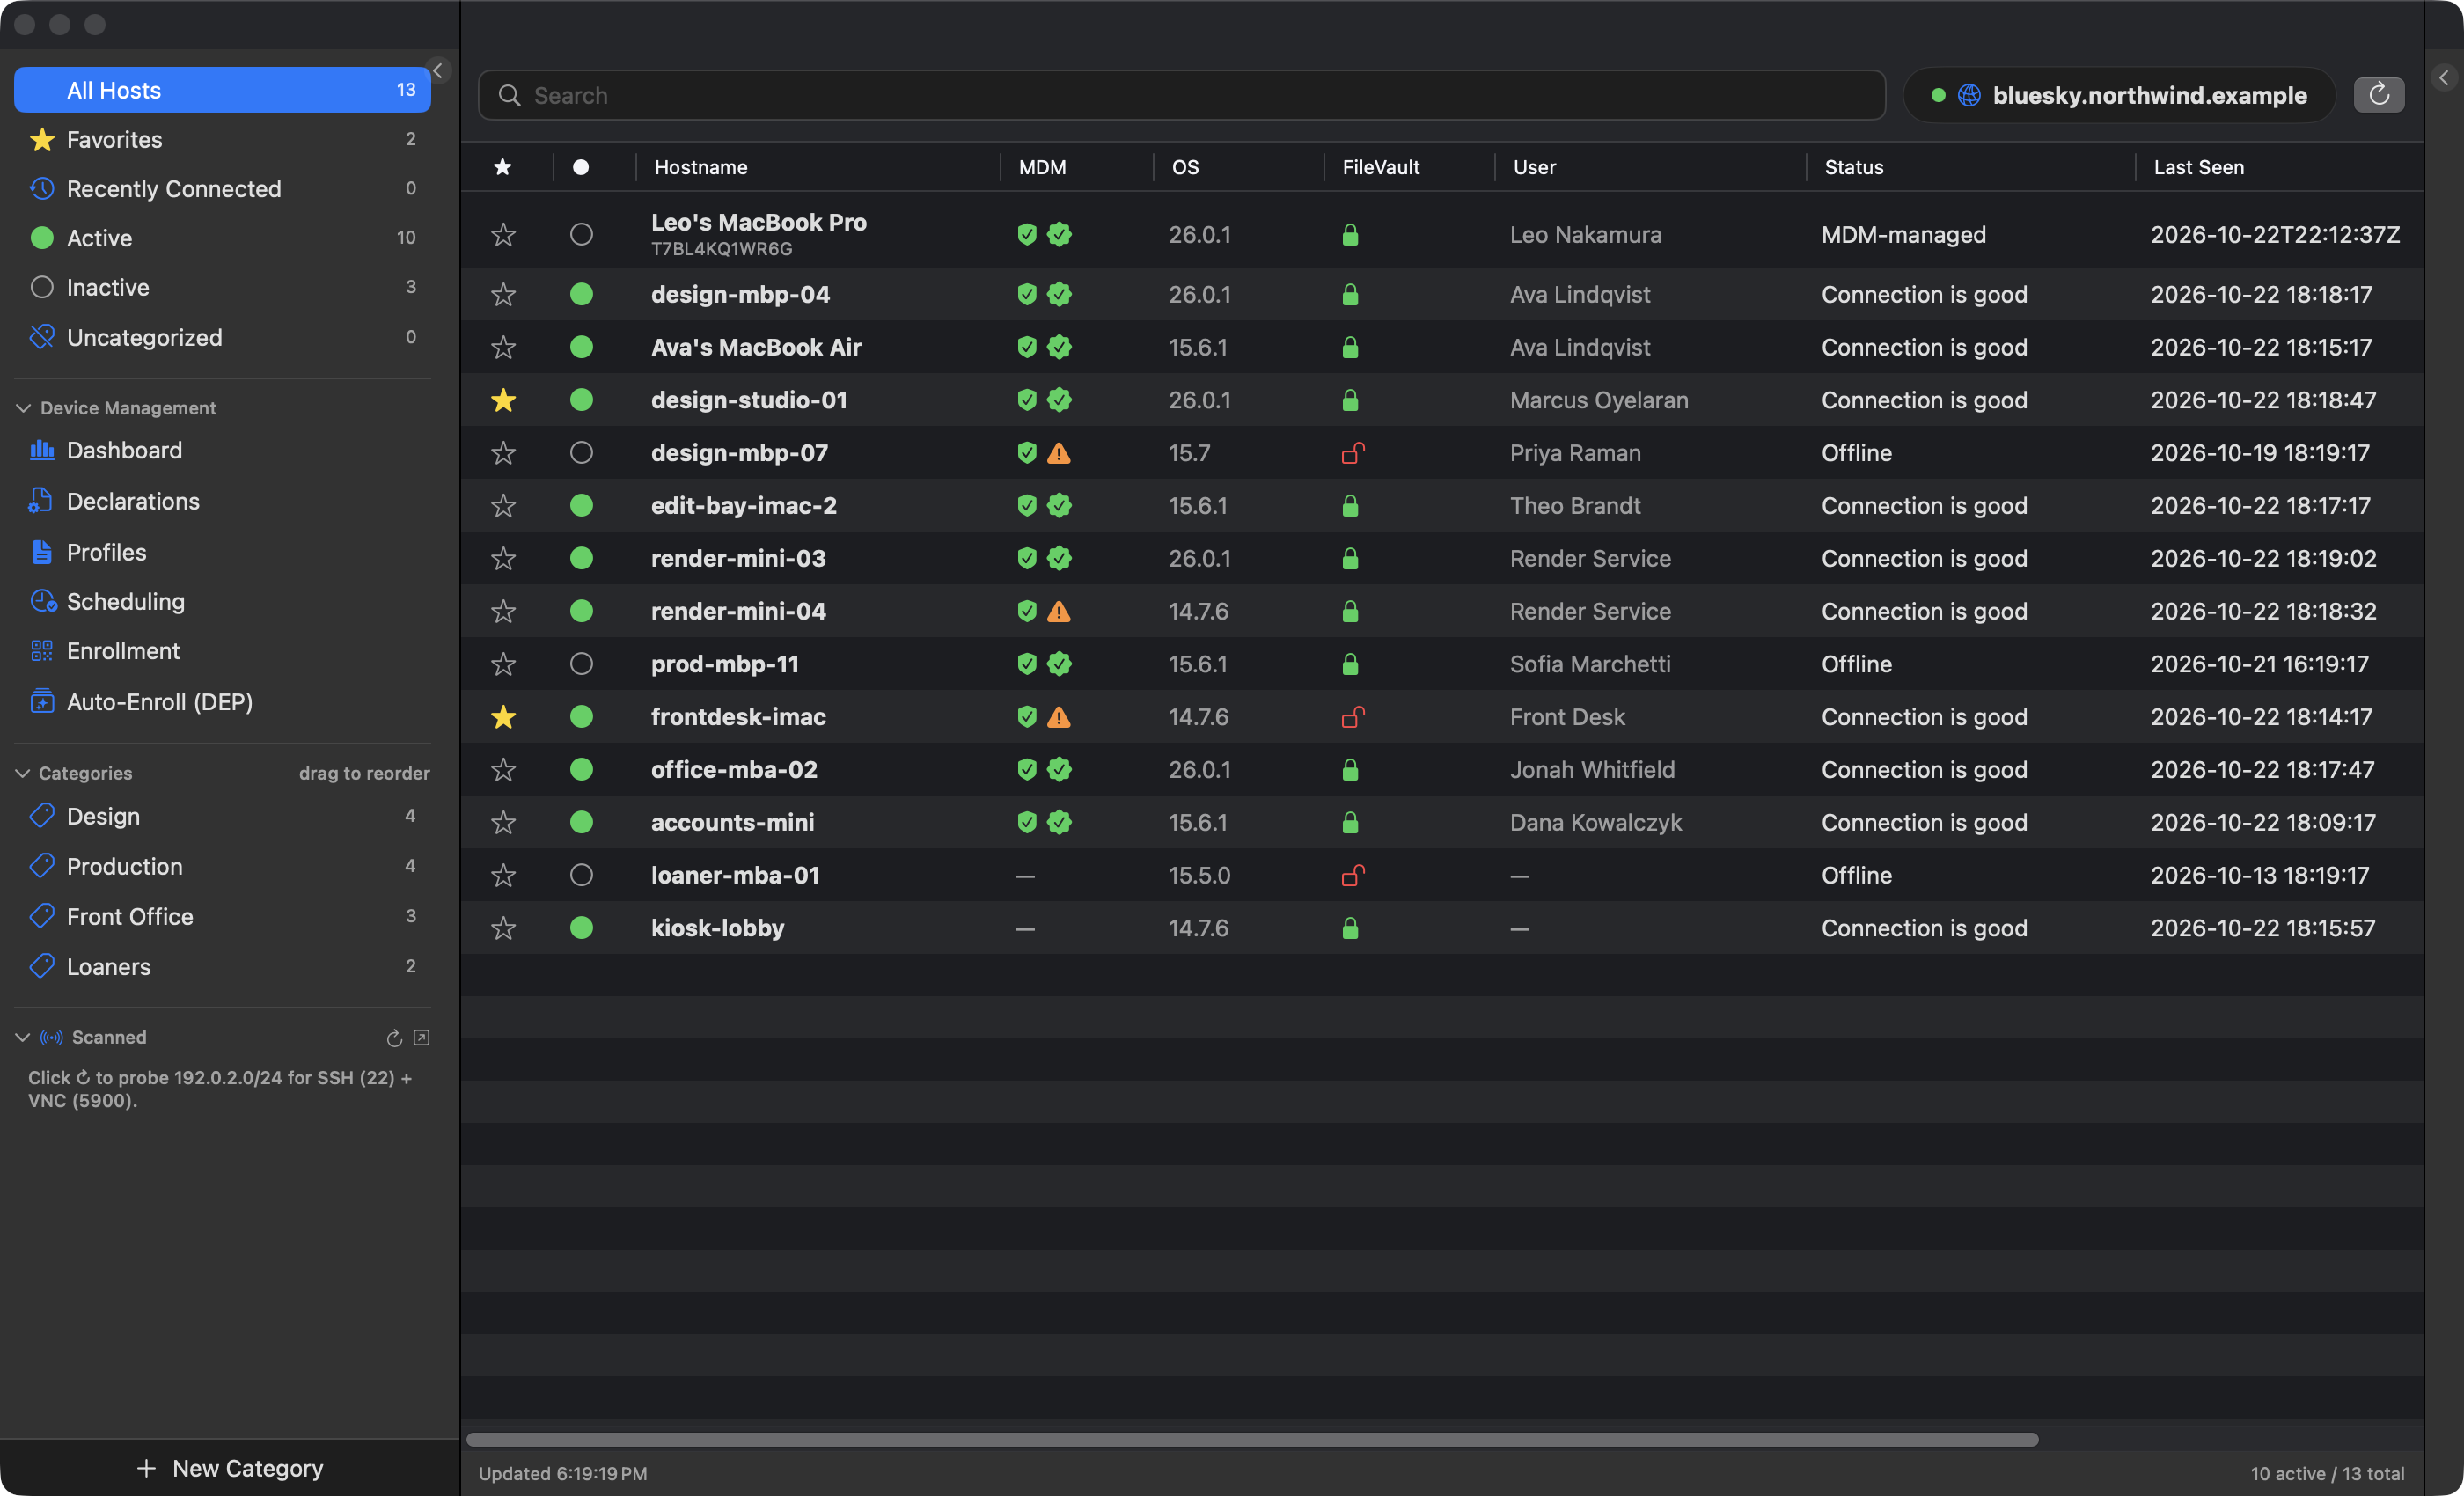 All Hosts 13
Favorites 2
Recently Connected 0
Active 10
Inactive 3
Uncategorized 0
Device Management
Dashboard
Declarations
Profiles
Scheduling
Enrollment
Auto-Enroll (DEP)
Categories drag to reorder
Design 4
Production 4
Front Office 3
Loaners 2
Scanned
Click to probe 192.0.2.0/24 for SSH (22) +
VNC (5900).
New Category
Search
bluesky.northwind.example
Hostname MDM OS FileVault User Status Last Seen
Leo's MacBook Pro 26.0.1 Leo Nakamura MDM-managed 2026-10-22T22:12:37Z
T7BL4KQ1WR6G
design-mbp-04 26.0.1 Ava Lindqvist Connection is good 2026-10-22 18:18:17
Ava's MacBook Air 15.6.1 Ava Lindqvist Connection is good 2026-10-22 18:15:17
design-studio-01 26.0.1 Marcus Oyelaran Connection is good 2026-10-22 18:18:47
design-mbp-07 15.7 Priya Raman Offline 2026-10-19 18:19:17
edit-bay-imac-2 15.6.1 Theo Brandt Connection is good 2026-10-22 18:17:17
render-mini-03 26.0.1 Render Service Connection is good 2026-10-22 18:19:02
render-mini-04 14.7.6 Render Service Connection is good 2026-10-22 18:18:32
prod-mbp-11 15.6.1 Sofia Marchetti Offline 2026-10-21 16:19:17
frontdesk-imac 14.7.6 Front Desk Connection is good 2026-10-22 18:14:17
office-mba-02 26.0.1 Jonah Whitfield Connection is good 2026-10-22 18:17:47
accounts-mini 15.6.1 Dana Kowalczyk Connection is good 2026-10-22 18:09:17
loaner-mba-01 — 15.5.0 — Offline 2026-10-13 18:19:17
kiosk-lobby — 14.7.6 — Connection is good 2026-10-22 18:15:57
Updated 6:19:19 PM
10 active / 13 total